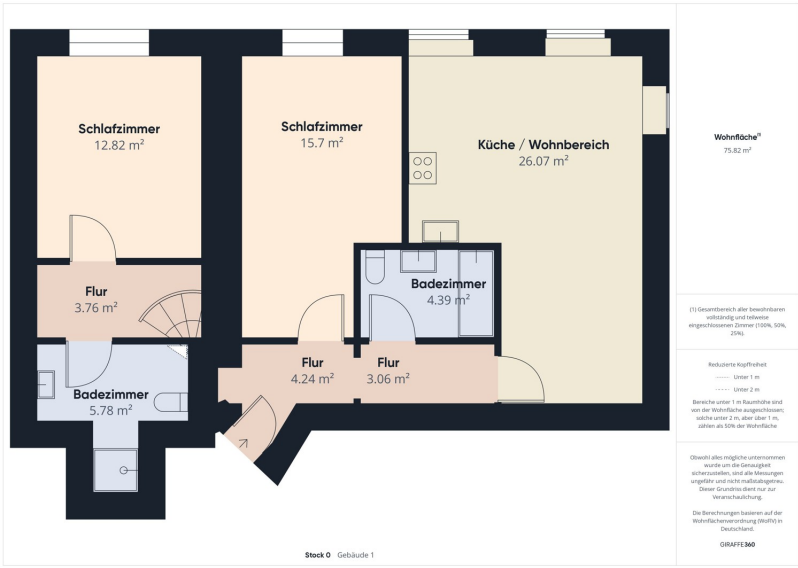 Schlafzimmer
12.82 m²
Schlafzimmer
15.7 m²
Küche / Wohnbereich
26.07 m²
Flur
3.76 m²
Badezimmer
4.39 m²
Flur
4.24 m²
Flur
3.06 m²
Badezimmer
5.78 m²
Stock 0 Gebäude 1
Wohnfläche⁽¹⁾
75.82 m²
(1) Gesamtbereich aller bewohnbaren
vollständig und teilweise
eingeschlossenen Zimmer (100%, 50%,
25%).
Reduzierte Kopffreiheit
Unter 1 m
Unter 2 m
Bereiche unter 1 m Raumhöhe sind
von der Wohnfläche ausgeschlossen;
solche unter 2 m, aber über 1 m,
zählen als 50% der Wohnfläche
Obwohl alles mögliche unternommen
wurde um die Genauigkeit
sicherzustellen, sind alle Messungen
ungefähr und nicht maßstabsgetreu.
Dieser Grundriss dient nur zur
Veranschaulichung.
Die Berechnungen basieren auf der
Wohnflächenverordnung (WoflV) in
Deutschland.
GIRAFFE360